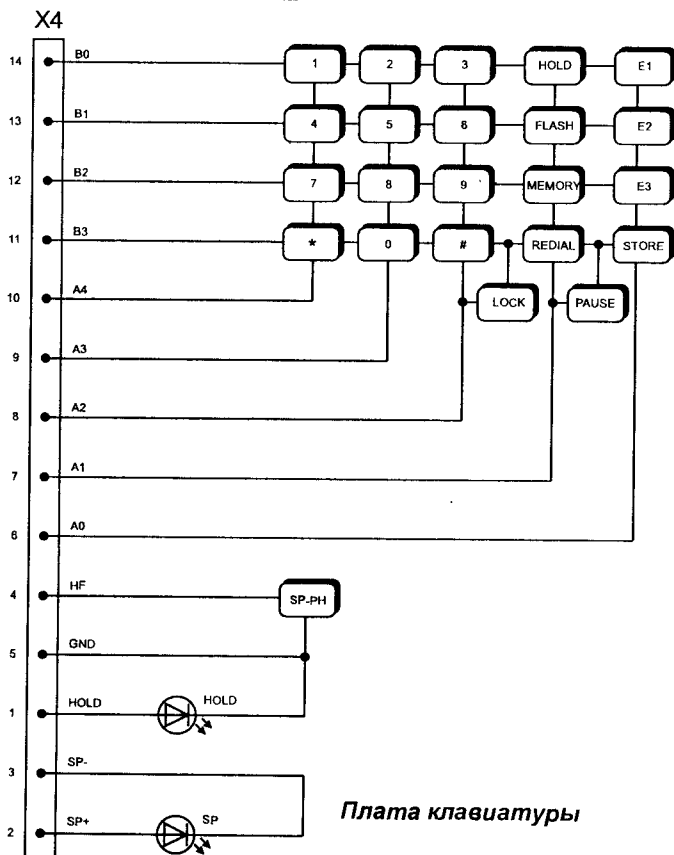 X4
14 B0 1 2 3 HOLD E1
13 B1 4 5 6 FLASH E2
12 B2 7 8 9 MEMORY E3
11 B3 * 0 # REDIAL STORE
10 A4 LOCK PAUSE
9 A3
8 A2
7 A1
6 A0
4 HF SP-PH
5 GND
1 HOLD HOLD
3 SP-
2 SP+ SP
Плата клавиатуры